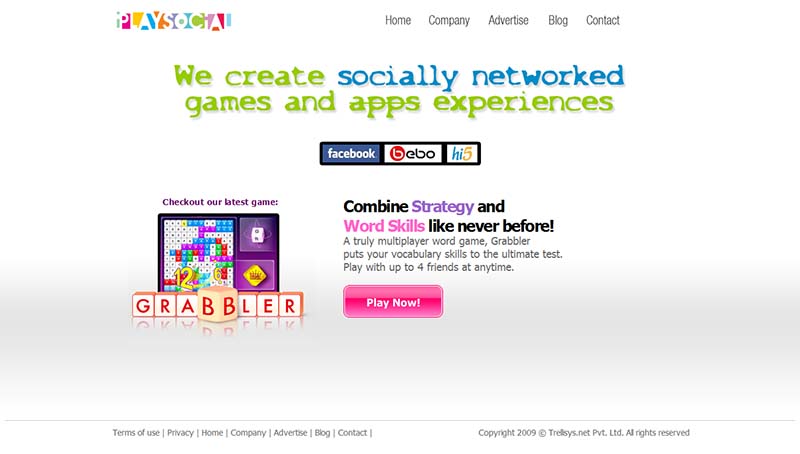 PLAYSOCIAL
Home Company Advertise Blog Contact
We create socially networked
games and apps experiences
facebook bebo hi5
Checkout our latest game:
12 6
GRABBLER
Combine Strategy and
Word Skills like never before!
A truly multiplayer word game, Grabbler
puts your vocabulary skills to the ultimate test.
Play with up to 4 friends at anytime.
Play Now!
Terms of use | Privacy | Home | Company | Advertise | Blog | Contact |
Copyright 2009 © Trellsys.net Pvt. Ltd. All rights reserved